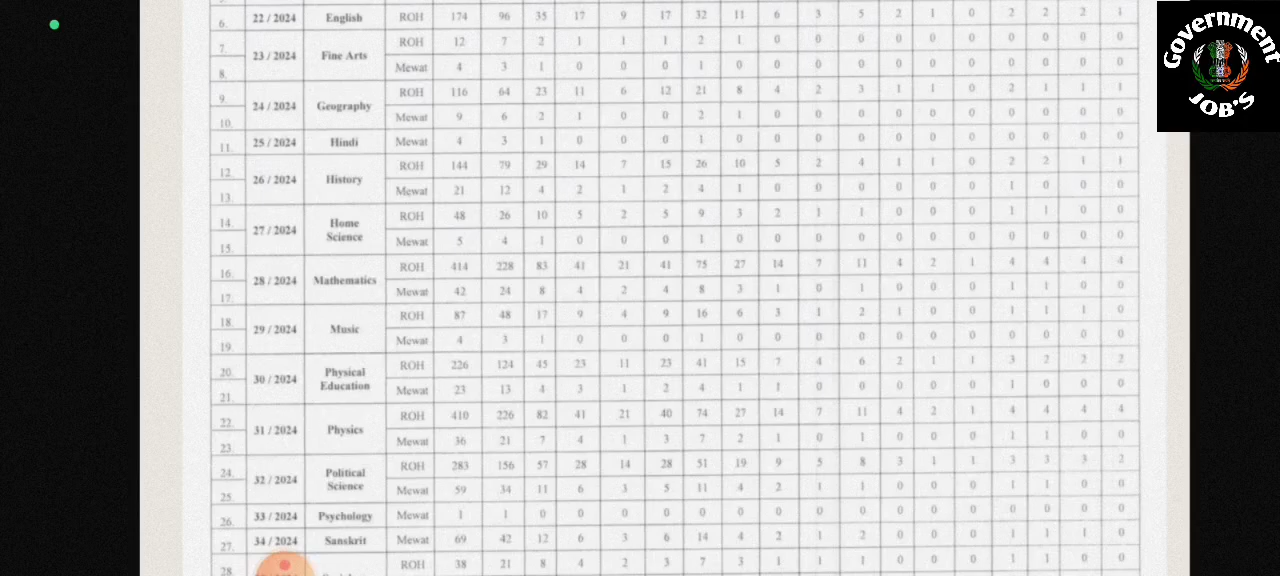 Government
JOB'S
6. 22 / 2024 English ROH 174 96 35 17 9 17 32 11 6 3 5 2 1 0 2 2 2 1
7. 23 / 2024 Fine Arts ROH 12 7 2 1 1 1 2 1 0 0 0 0 0 0 0 0 0 0
8. Mewat 4 3 1 0 0 0 1 0 0 0 0 0 0 0 0 0 0 0
9. 24 / 2024 Geography ROH 116 64 23 11 6 12 21 8 4 2 3 1 1 0 2 1 1 1
10. Mewat 9 6 2 1 0 0 2 1 0 0 0 0 0 0 0 0 0 0
11. 25 / 2024 Hindi Mewat 4 3 1 0 0 0 1 0 0 0 0 0 0 0 0 0 0 0
12. 26 / 2024 History ROH 144 79 29 14 7 15 26 10 5 2 4 1 1 0 2 2 1 1
13. Mewat 21 12 4 2 1 2 4 1 0 0 0 0 0 0 1 0 0 0
14. 27 / 2024 Home Science ROH 48 26 10 5 2 5 9 3 2 1 1 0 0 0 1 1 0 0
15. Mewat 5 4 1 0 0 0 1 0 0 0 0 0 0 0 0 0 0 0
16. 28 / 2024 Mathematics ROH 414 228 83 41 21 41 75 27 14 7 11 4 2 1 4 4 4 4
17. Mewat 42 24 8 4 2 4 8 3 1 0 1 0 0 0 1 1 0 0
18. 29 / 2024 Music ROH 87 48 17 9 4 9 16 6 3 1 2 1 0 0 1 1 1 0
19. Mewat 4 3 1 0 0 0 1 0 0 0 0 0 0 0 0 0 0 0
20. 30 / 2024 Physical Education ROH 226 124 45 23 11 23 41 15 7 4 6 2 1 1 3 2 2 2
21. Mewat 23 13 4 3 1 2 4 1 1 0 0 0 0 0 1 0 0 0
22. 31 / 2024 Physics ROH 410 226 82 41 21 40 74 27 14 7 11 4 2 1 4 4 4 4
23. Mewat 36 21 7 4 1 3 7 2 1 0 1 0 0 0 1 1 0 0
24. 32 / 2024 Political Science ROH 283 156 57 28 14 28 51 19 9 5 8 3 1 1 3 3 3 2
25. Mewat 59 34 11 6 3 5 11 4 2 1 1 0 0 0 1 1 0 0
26. 33 / 2024 Psychology Mewat 1 1 0 0 0 0 0 0 0 0 0 0 0 0 0 0 0 0
27. 34 / 2024 Sanskrit Mewat 69 42 12 6 3 6 14 4 2 1 2 0 0 0 1 1 1 0
28. ROH 38 21 8 4 2 3 7 3 1 1 1 0 0 0 1 1 0 0